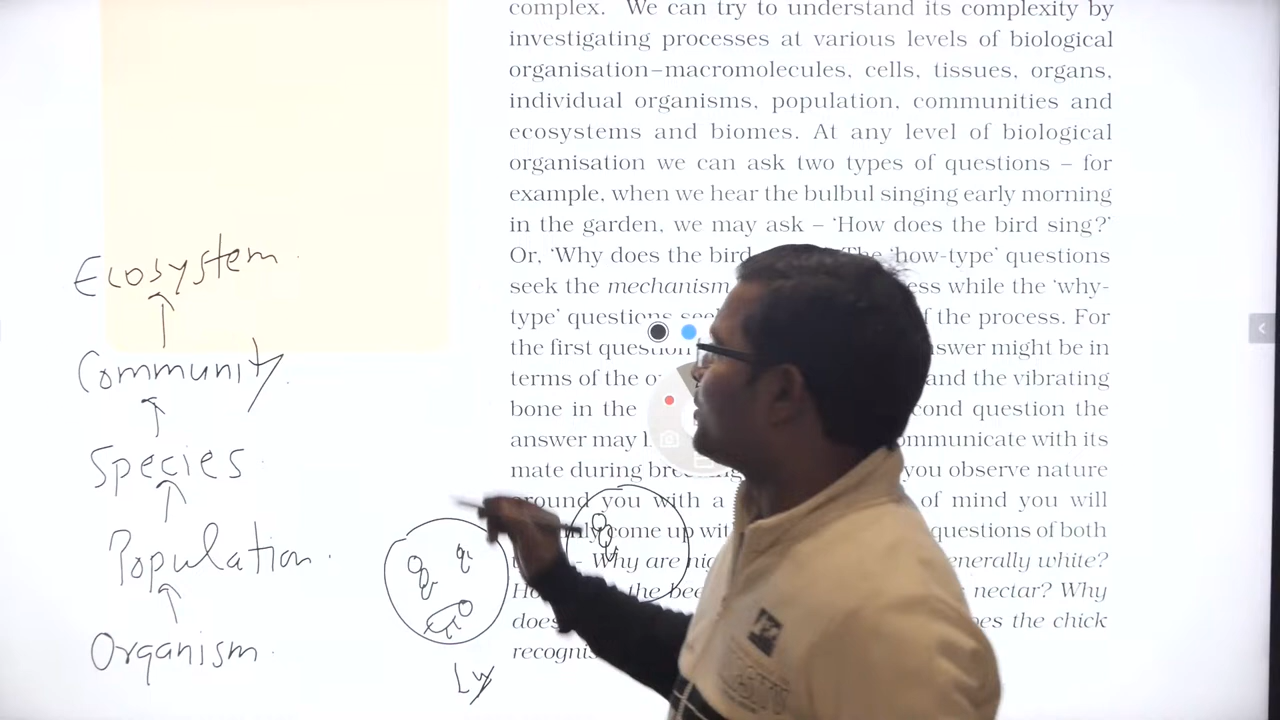 complex. We can try to understand its complexity by
investigating processes at various levels of biological
organisation–macromolecules, cells, tissues, organs,
individual organisms, population, communities and
ecosystems and biomes. At any level of biological
organisation we can ask two types of questions – for
example, when we hear the bulbul singing early morning
in the garden, we may ask – ‘How does the bird sing?’
Or, ‘Why does the bird The ‘how-type’ questions
seek the mechanism while the ‘why-
type’ questions of the process. For
the first question might be in
terms of the and the vibrating
bone in the question the
answer may communicate with its
mate during you observe nature
around you with a of mind you will
come up questions of both
- Why are generally white?
the nectar? Why
the chick
Ecosystem
Community
Species
Population
Organism